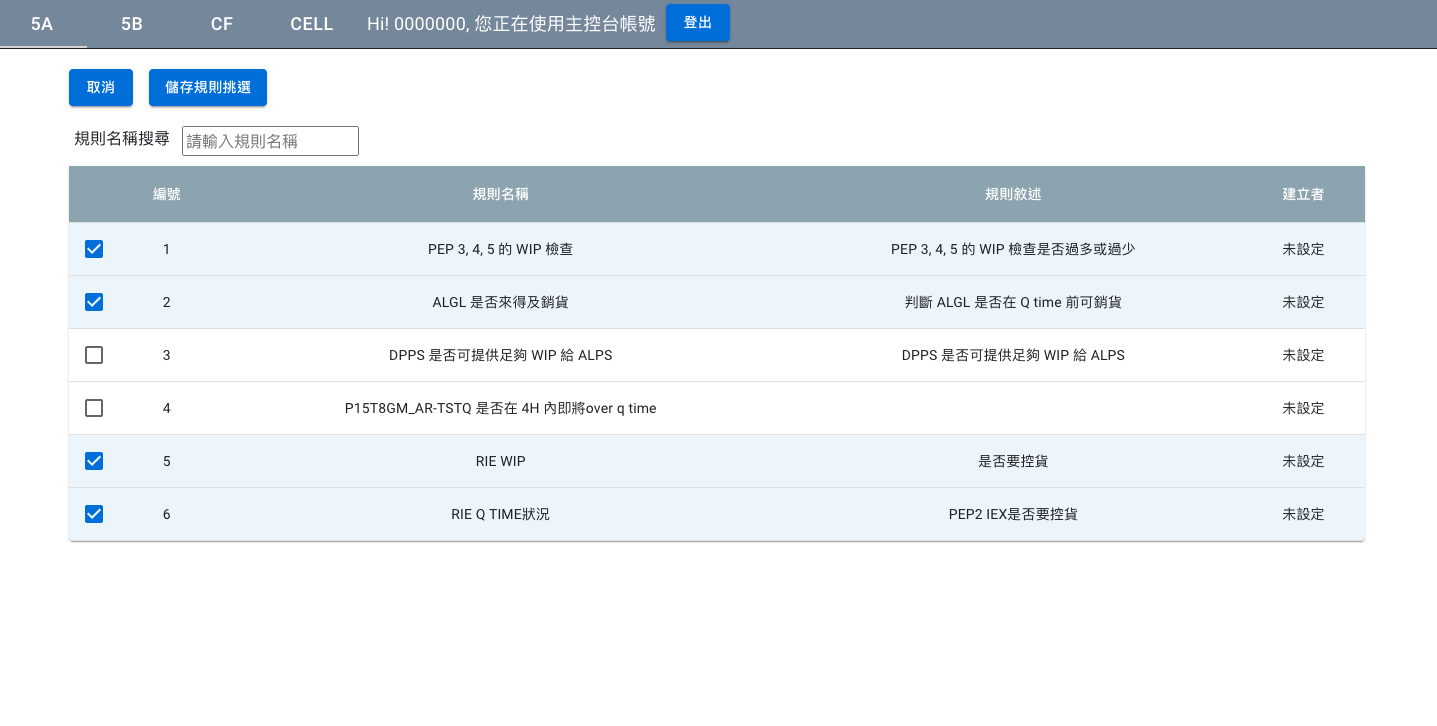 5A 5B CF CELL Hi! 0000000, 您正在使用主控台帳號 登出
取消 儲存規則挑選
規則名稱搜尋 請輸入規則名稱
編號 規則名稱 規則敘述 建立者
1 PEP 3, 4, 5 的 WIP 檢查 PEP 3, 4, 5 的 WIP 檢查是否過多或過少 未設定
2 ALGL 是否來得及銷貨 判斷 ALGL 是否在 Q time 前可銷貨 未設定
3 DPPS 是否可提供足夠 WIP 給 ALPS DPPS 是否可提供足夠 WIP 給 ALPS 未設定
4 P15T8GM_AR-TSTQ 是否在 4H 內即將over q time 未設定
5 RIE WIP 是否要控貨 未設定
6 RIE Q TIME狀況 PEP2 IEX是否要控貨 未設定